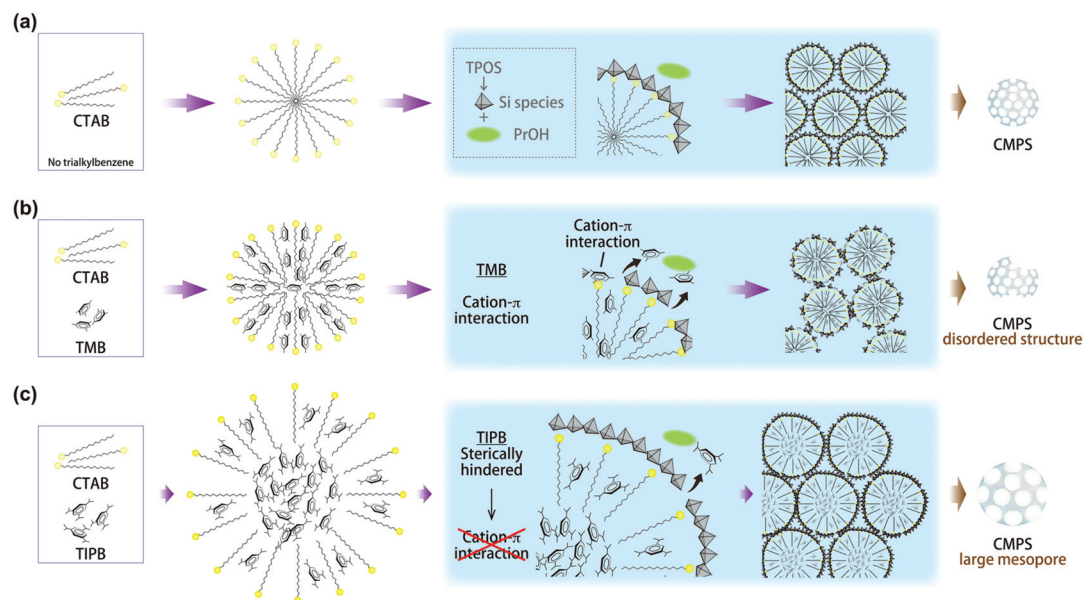 (a)
CTAB
No trialkylbenzene
TPOS
Si species
+
PrOH
CMPS
(b)
CTAB
TMB
TMB
Cation-π
interaction
Cation-π
interaction
CMPS
disordered structure
(c)
CTAB
TIPB
TIPB
Sterically
hindered
Cation-π
interaction
CMPS
large mesopore